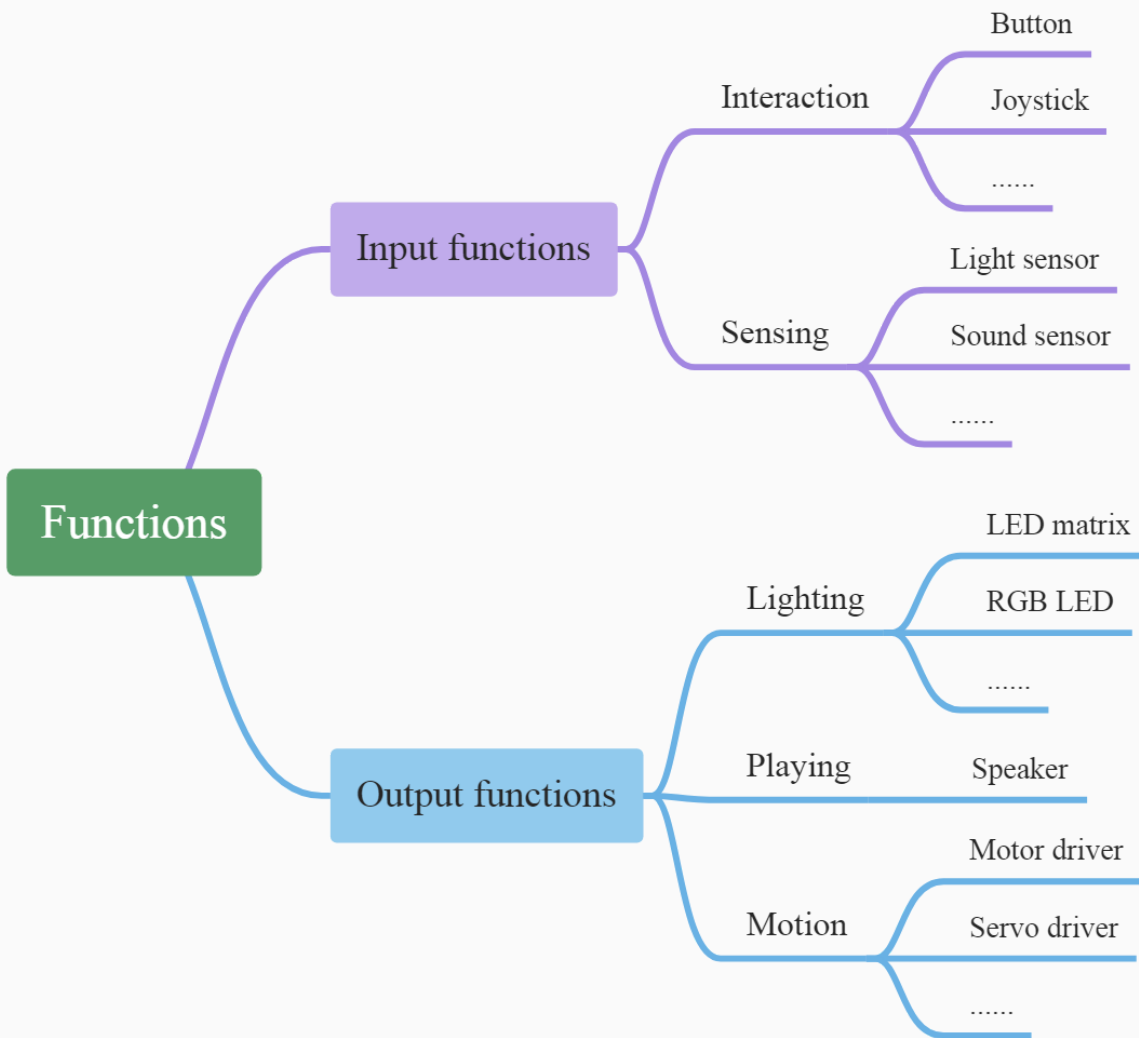 Functions
Input functions
Interaction
Button
Joystick
......
Sensing
Light sensor
Sound sensor
......
Output functions
Lighting
LED matrix
RGB LED
......
Playing
Speaker
Motion
Motor driver
Servo driver
......